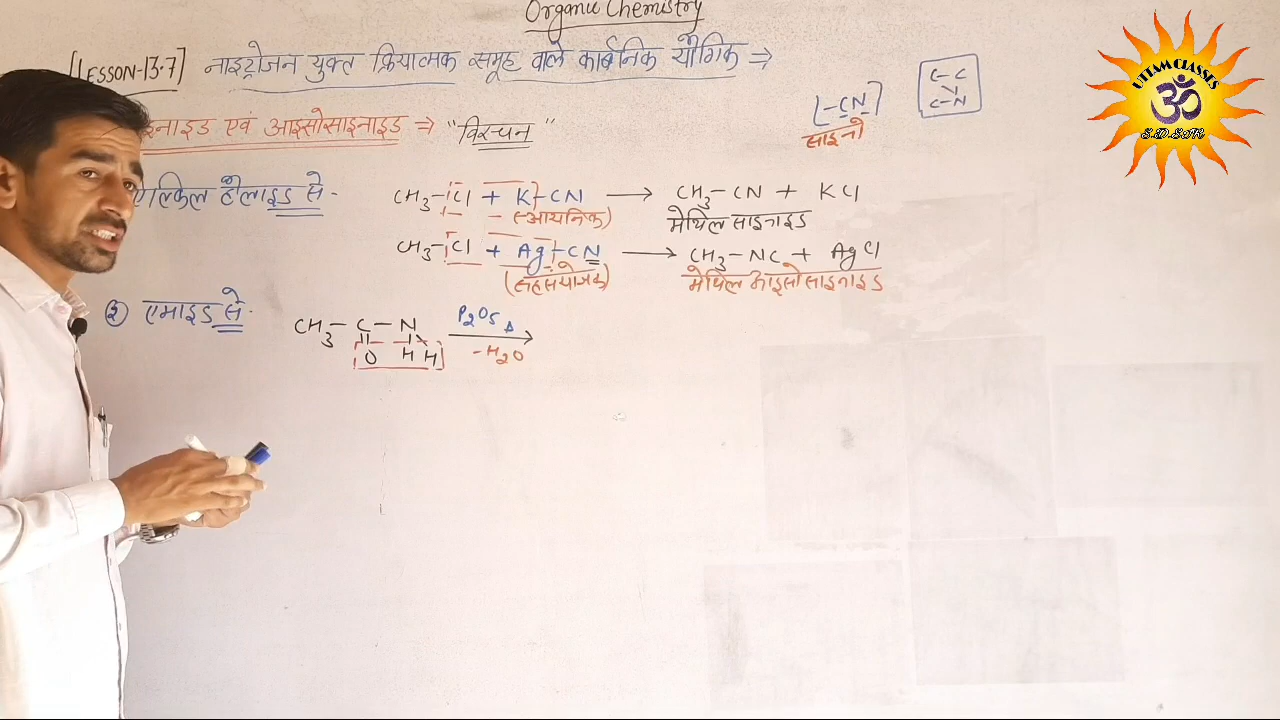 Organic Chemistry
[LESSON-13.7] नाइट्रोजन युक्त क्रियात्मक समूह वाले कार्बनिक यौगिक ⇒
[-CN]
साइनो
C-C
C-N
UTTAM CLASSES
ॐ
इनाइड एवं आइसोसाइनाइड ⇒ "विरचन"
एल्किल हैलाइड से -
CH₃-Cl + K-CN ⟶ CH₃-CN + KCl
(आयनिक) मेथिल साइनाइड
CH₃-Cl + Ag-CN ⟶ CH₃-NC + AgCl
(सहसंयोजक) मेथिल आइसोसाइनाइड
② एमाइड से -
CH₃-C-N P₂O₅ Δ ⟶
O H H -H₂O